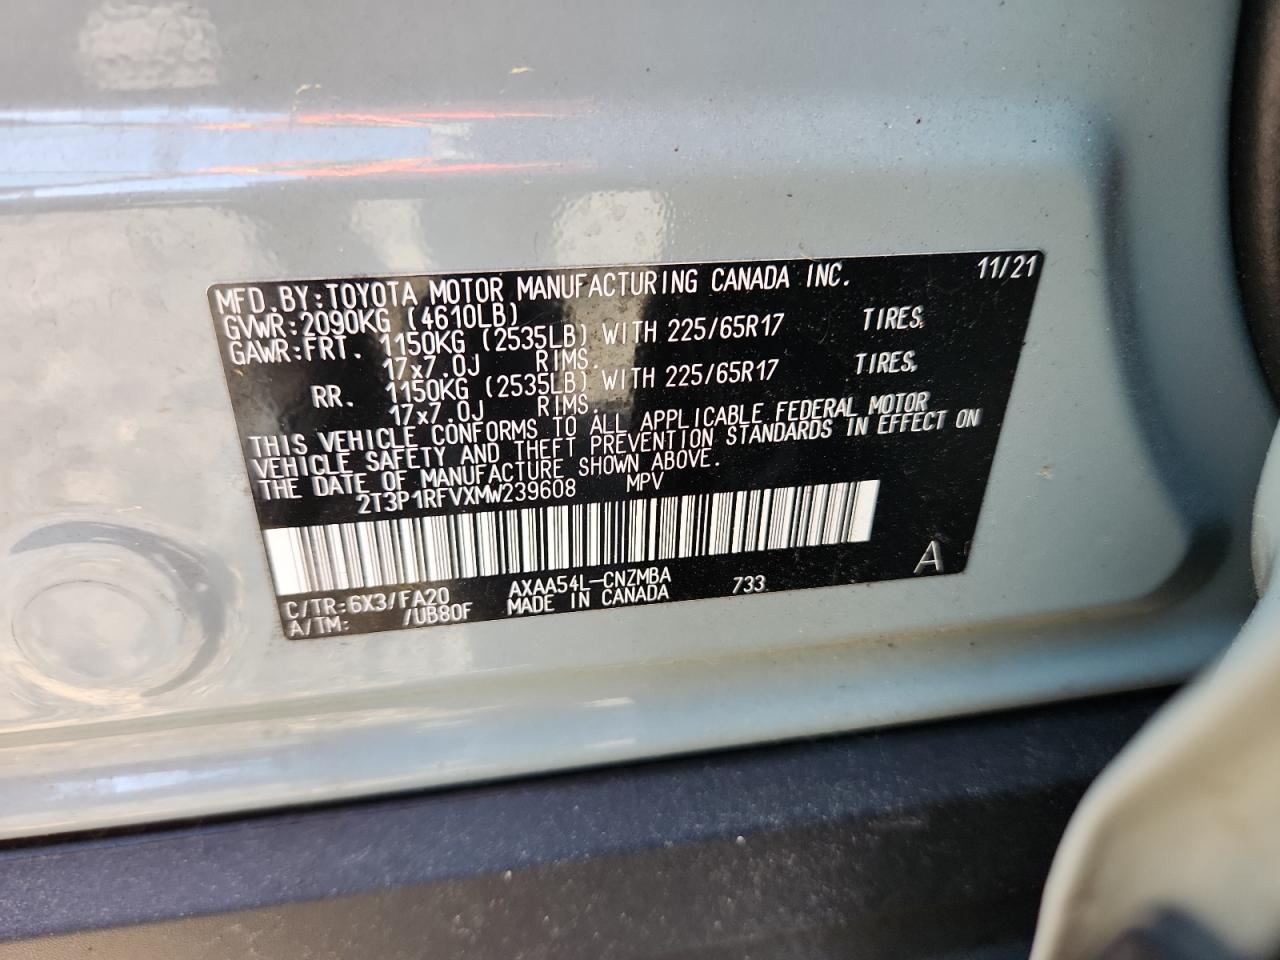 MFD.BY:TOYOTA MOTOR MANUFACTURING CANADA INC. 11/21
GVWR:2090KG (4610LB)
GAWR:FRT. 1150KG (2535LB) WITH 225/65R17 TIRES,
17x7.0J RIMS.
RR. 1150KG (2535LB) WITH 225/65R17 TIRES,
17x7.0J RIMS.
THIS VEHICLE CONFORMS TO ALL APPLICABLE FEDERAL MOTOR
VEHICLE SAFETY AND THEFT PREVENTION STANDARDS IN EFFECT ON
THE DATE OF MANUFACTURE SHOWN ABOVE.
2T3P1RFVXMW239608 MPV
C/TR:6X3/FA20 AXAA54L-CNZMBA 733 A
A/TM: /UB80F MADE IN CANADA